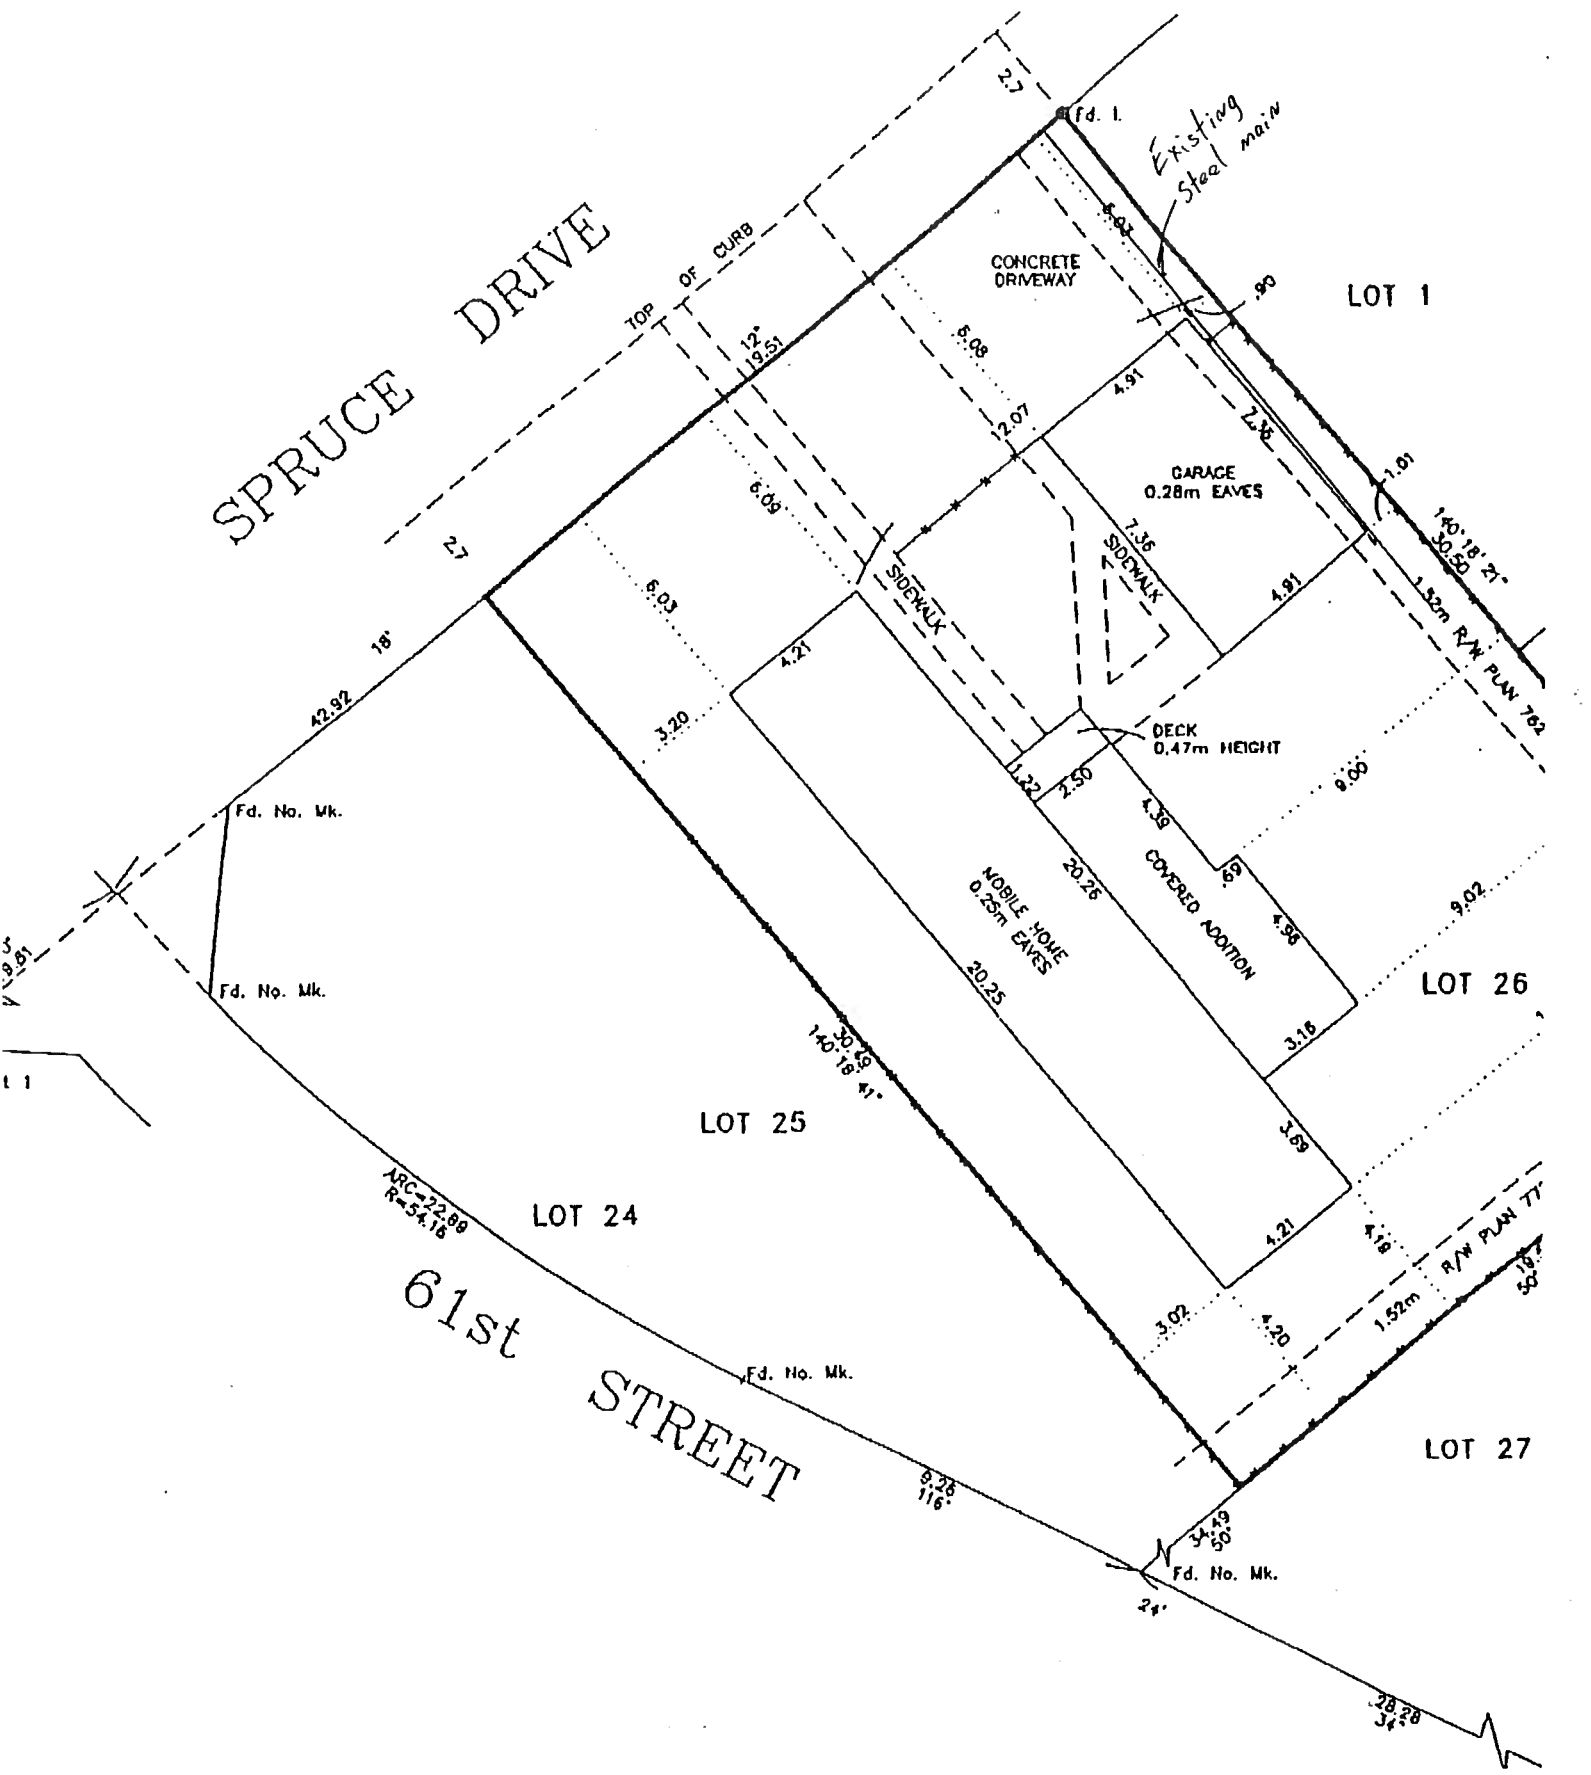 2.7
Fd. I.
Existing
Steel main
SPRUCE DRIVE
TOP OF CURB
12"
19.51
CONCRETE
DRIVEWAY
6.03
.90
LOT 1
6.08
4.91
12.07
7.36
GARAGE
0.28m EAVES
1.01
140° 18' 21"
30.50
2.7
6.09
7.36
SIDEWALK
4.91
1.52m R/W PLAN 762
SIDEWALK
6.03
4.21
18'
42.92
3.20
DECK
0.47m HEIGHT
1.22
2.50
4.39
9.00
Fd. No. Mk.
.69
COVERED ADDITION
20.26
MOBILE HOME
0.25m EAVES
4.96
9.02
LOT 26
20.25
Fd. No. Mk.
3.16
140° 18' 41"
t 1
LOT 25
3.69
ARC=22.89
R=54.16
LOT 24
4.21
4.19
R/W PLAN 77
1.52m
61st STREET
3.02
4.20
Fd. No. Mk.
LOT 27
9.26
116°
34.49
50'
Fd. No. Mk.
24'
28.28
34'